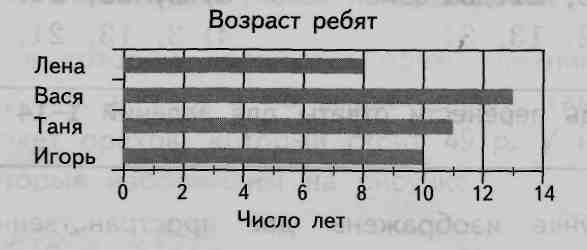 Возраст ребят
Лена
Вася
Таня
Игорь
0 2 4 6 8 10 12 14
Число лет